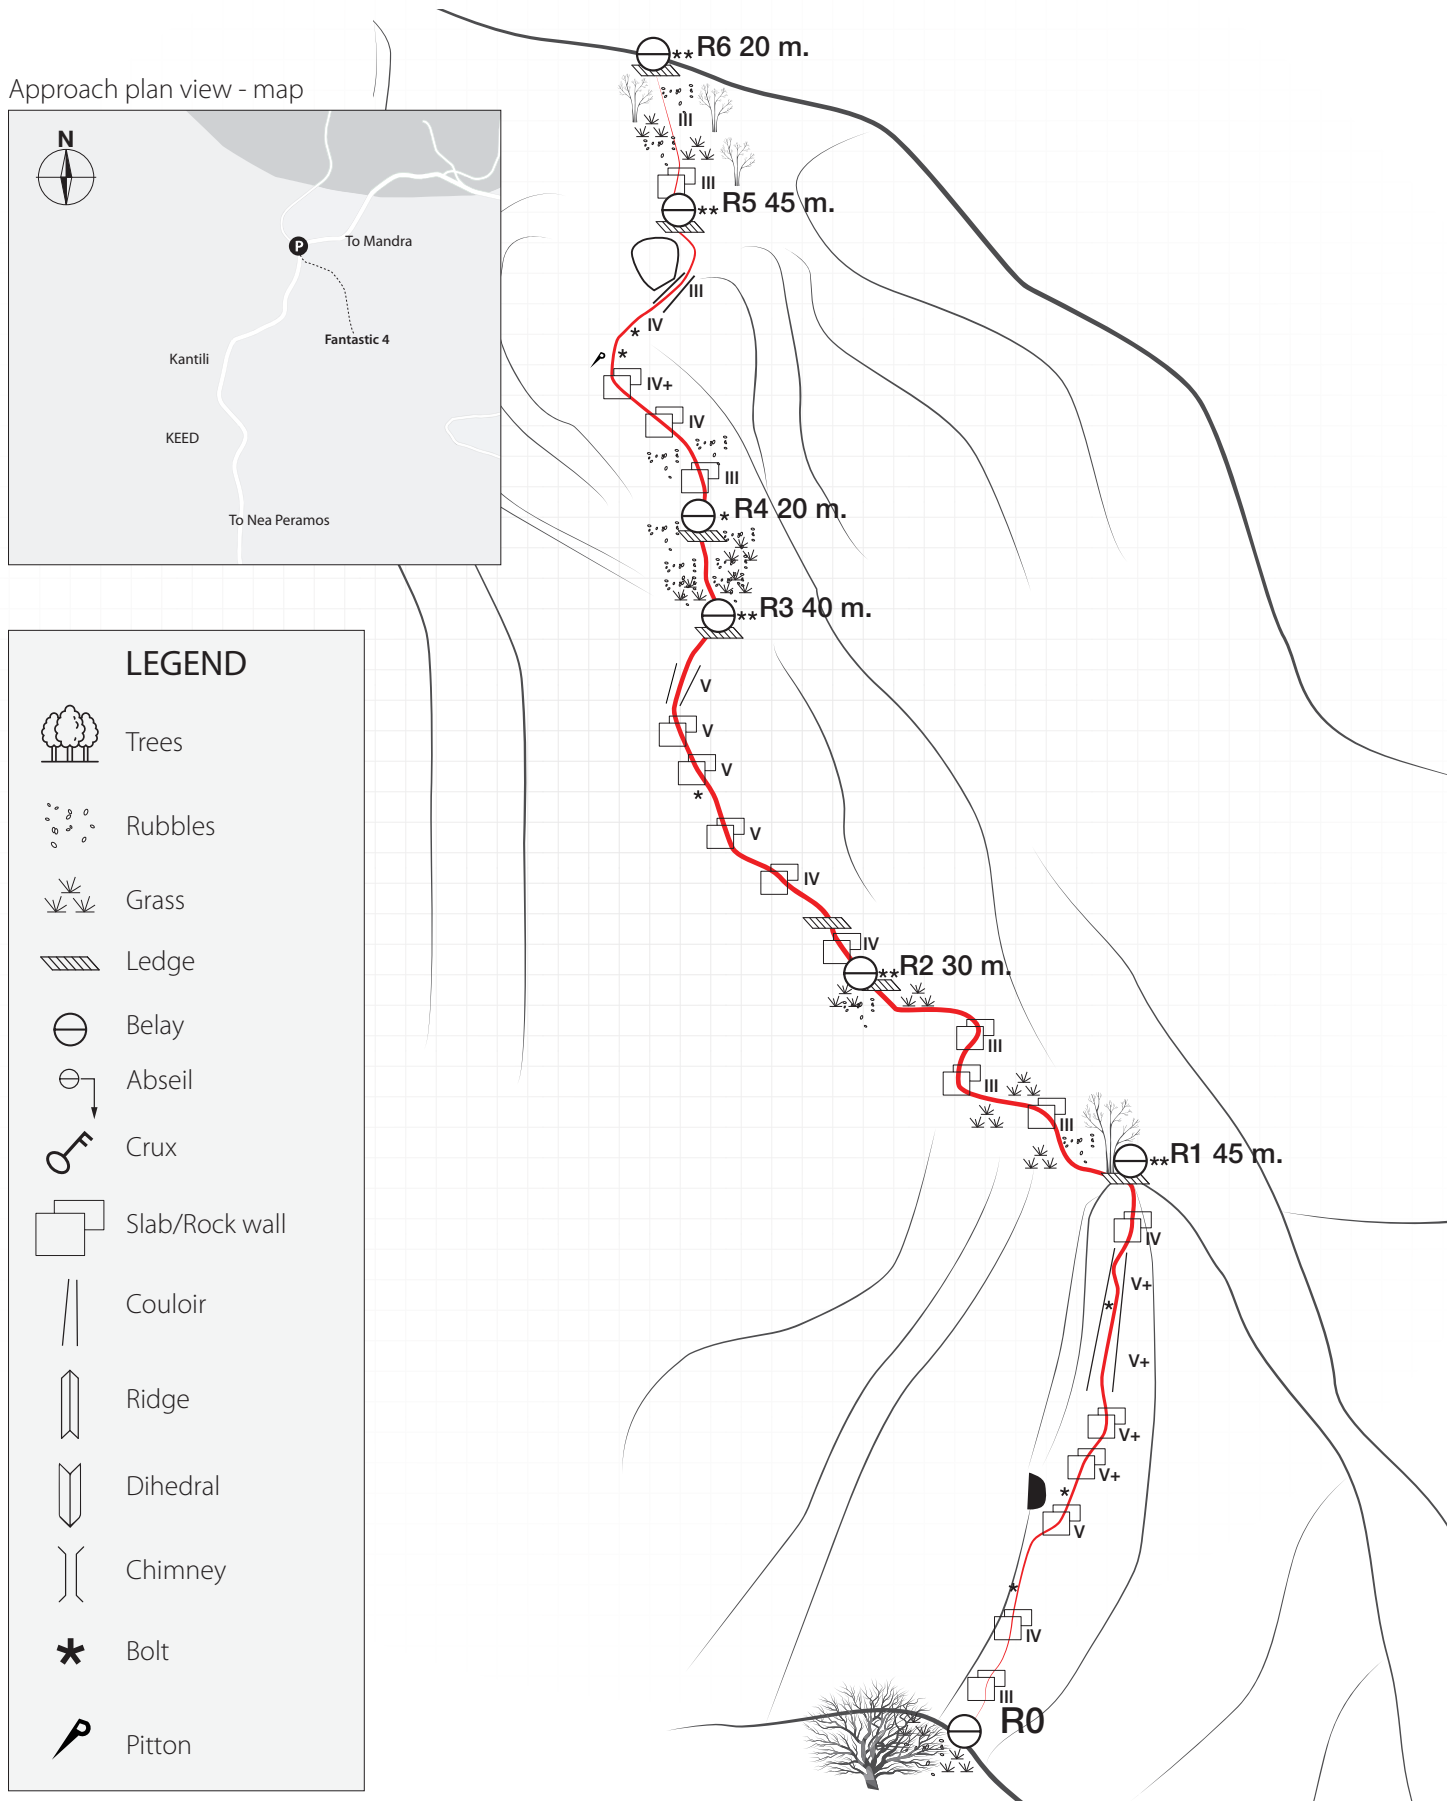 Approach plan view - map
N
P
To Mandra
Fantastic 4
Kantili
KEED
To Nea Peramos
LEGEND
Trees
Rubbles
Grass
Ledge
Belay
Abseil
Crux
Slab/Rock wall
Couloir
Ridge
Dihedral
Chimney
Bolt
Pitton
**R6 20 m.
III
III
**R5 45 m.
III
IV
IV+
IV
III
*R4 20 m.
**R3 40 m.
V
V
V
V
IV
IV
**R2 30 m.
III
III
III
**R1 45 m.
IV
V+
V+
V+
V+
V
IV
III
R0